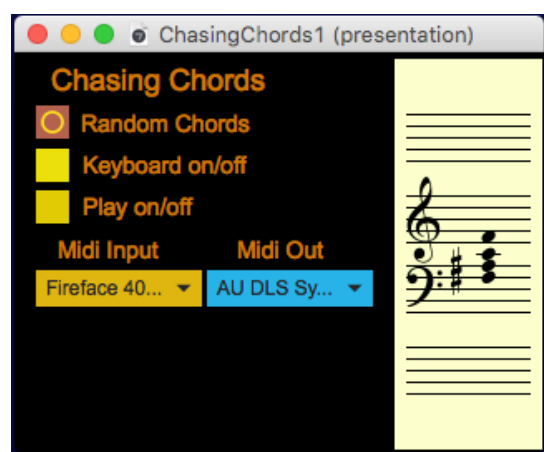 ChasingChords1 (presentation)
Chasing Chords
Random Chords
Keyboard on/off
Play on/off
Midi Input Midi Out
Fireface 40... AU DLS Sy...